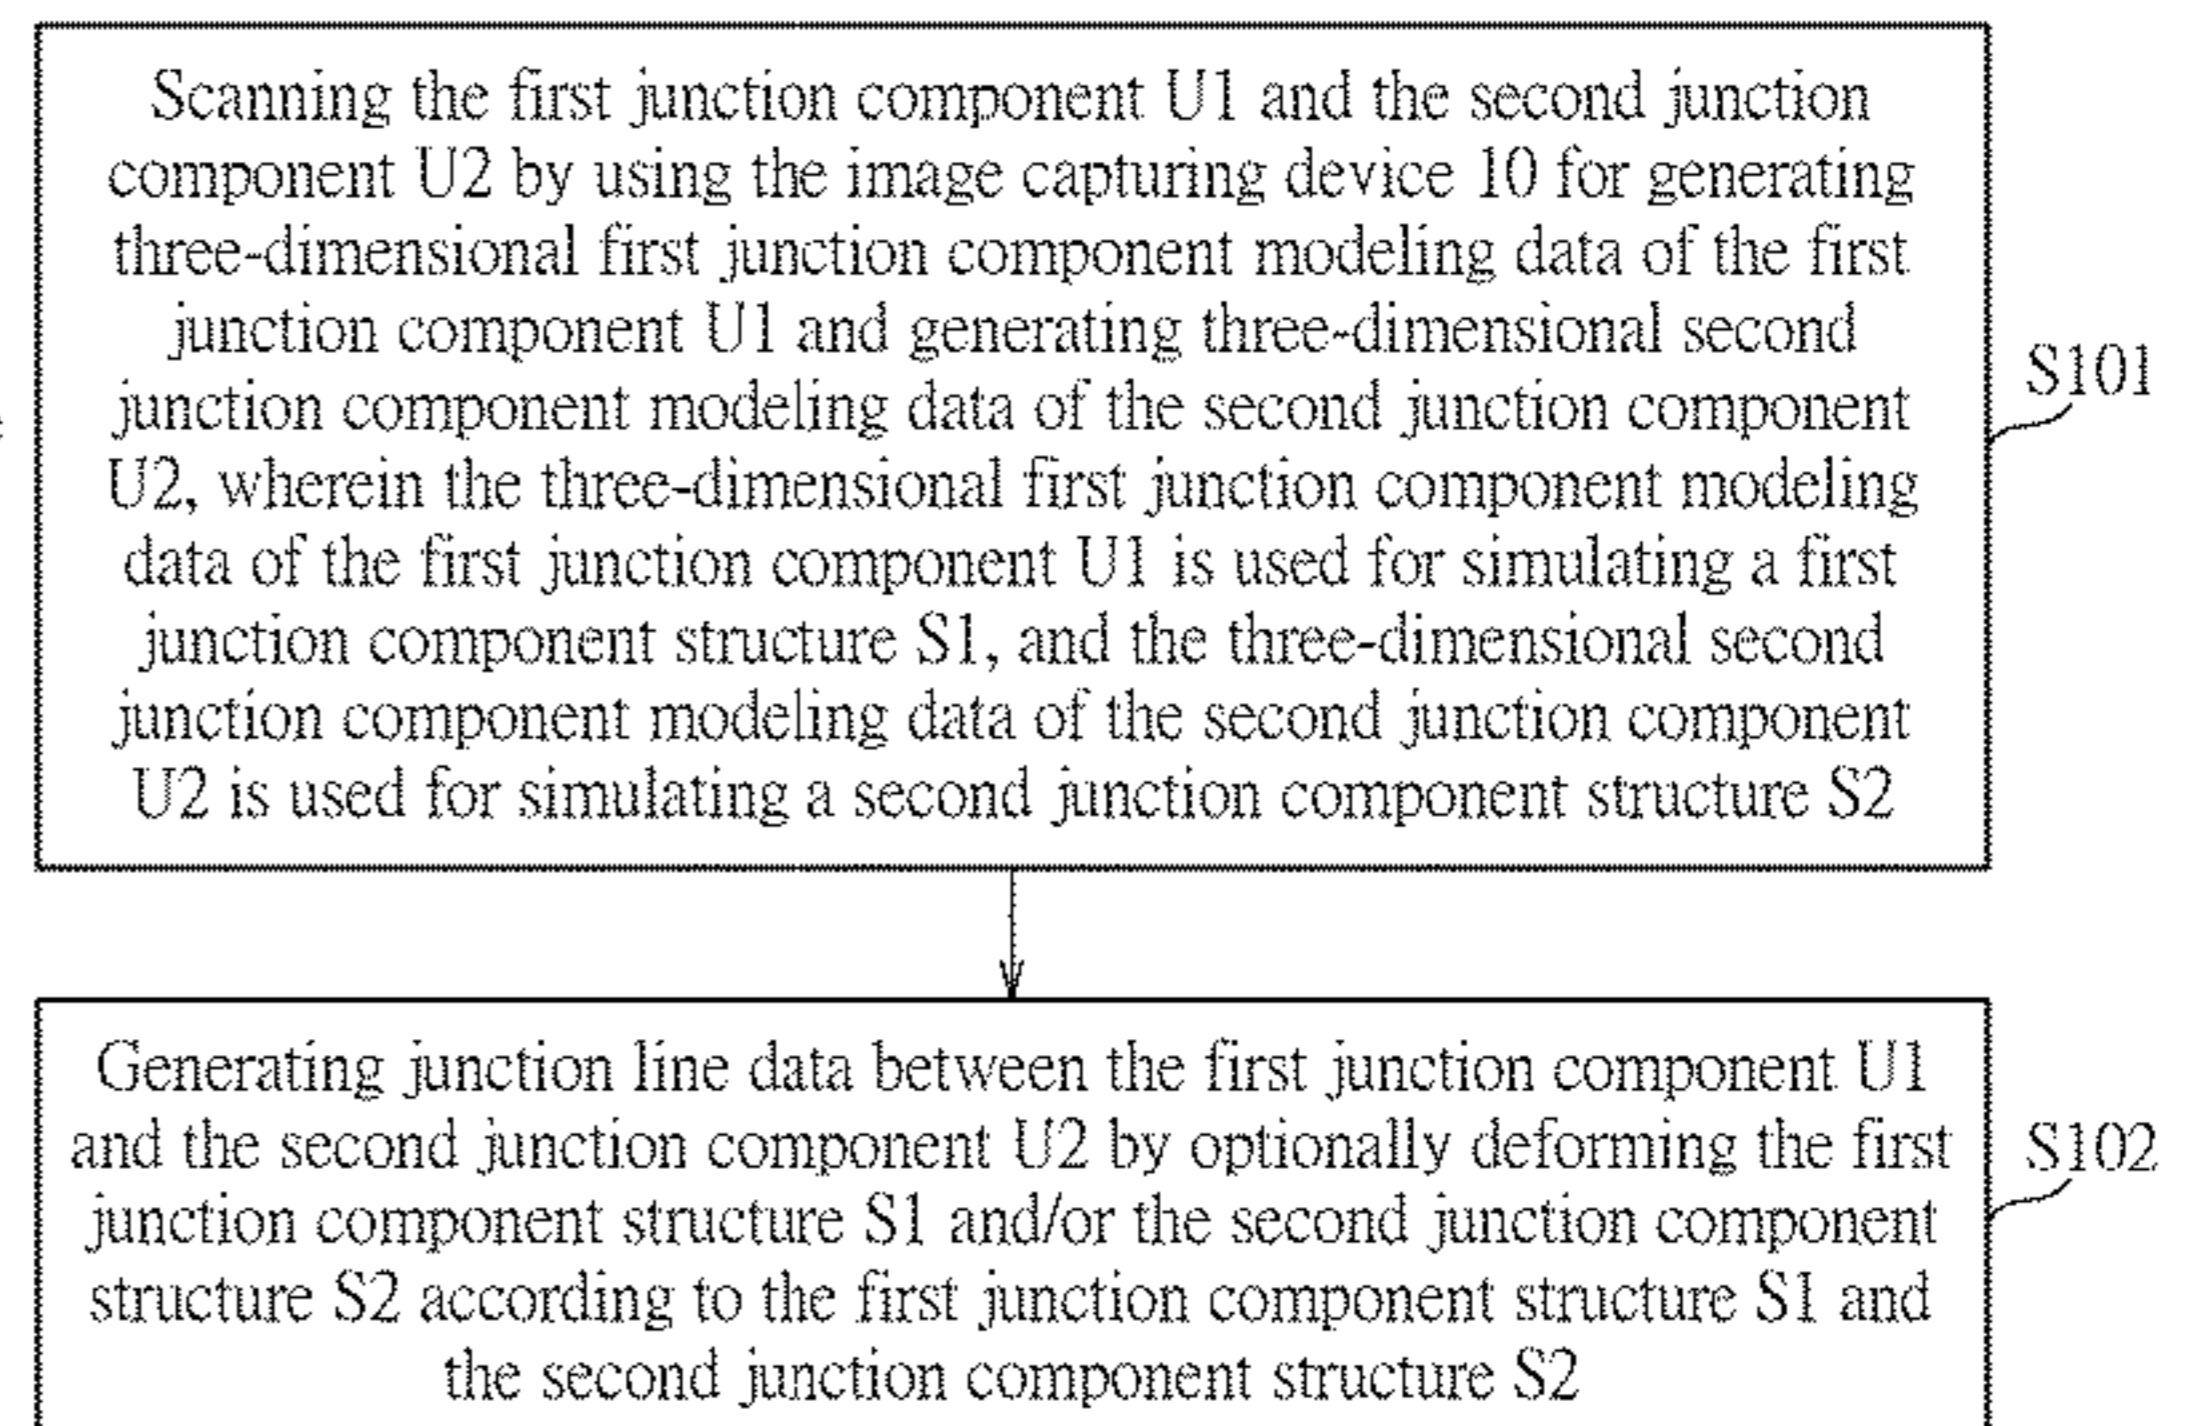 Scanning the first junction component U1 and the second junction
component U2 by using the image capturing device 10 for generating
three-dimensional first junction component modeling data of the first
junction component U1 and generating three-dimensional second
junction component modeling data of the second junction component
U2, wherein the three-dimensional first junction component modeling
data of the first junction component U1 is used for simulating a first
junction component structure S1, and the three-dimensional second
junction component modeling data of the second junction component
U2 is used for simulating a second junction component structure S2
S101
Generating junction line data between the first junction component U1
and the second junction component U2 by optionally deforming the first
junction component structure S1 and/or the second junction component
structure S2 according to the first junction component structure S1 and
the second junction component structure S2
S102